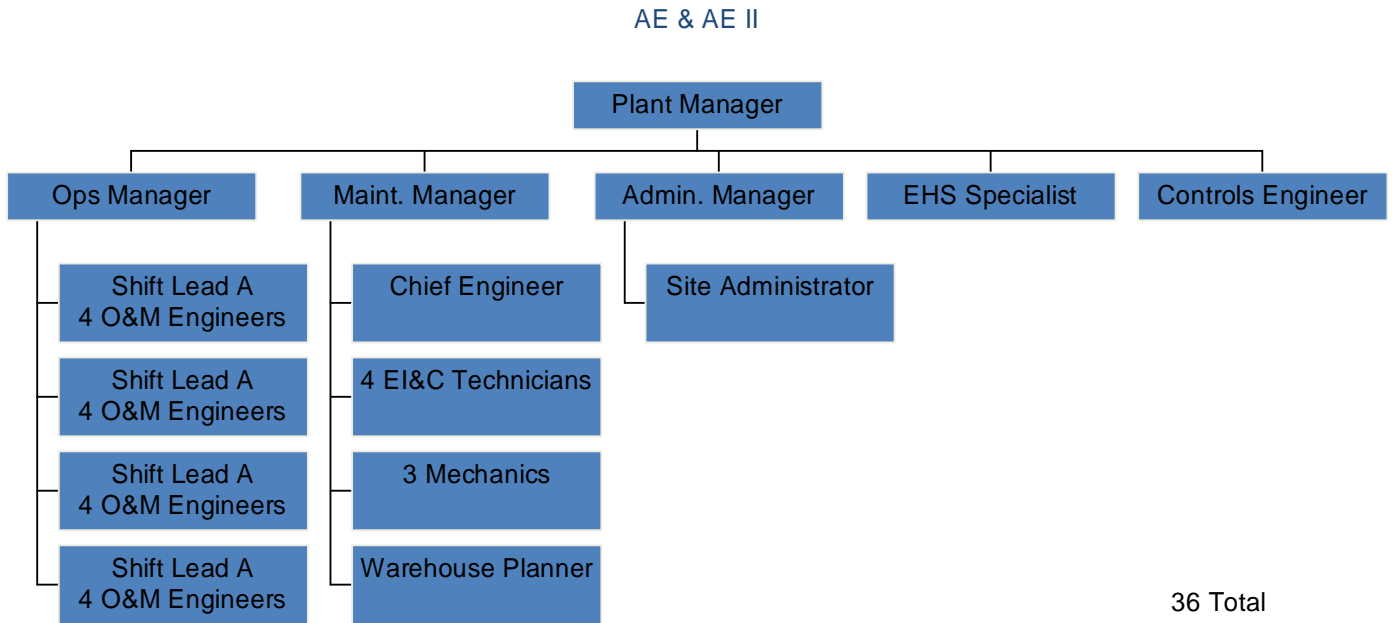 AE & AE II
Plant Manager
Ops Manager
Maint. Manager
Admin. Manager
EHS Specialist
Controls Engineer
Shift Lead A
4 O&M Engineers
Chief Engineer
Site Administrator
Shift Lead A
4 O&M Engineers
4 EI&C Technicians
Shift Lead A
4 O&M Engineers
3 Mechanics
Shift Lead A
4 O&M Engineers
Warehouse Planner
36 Total